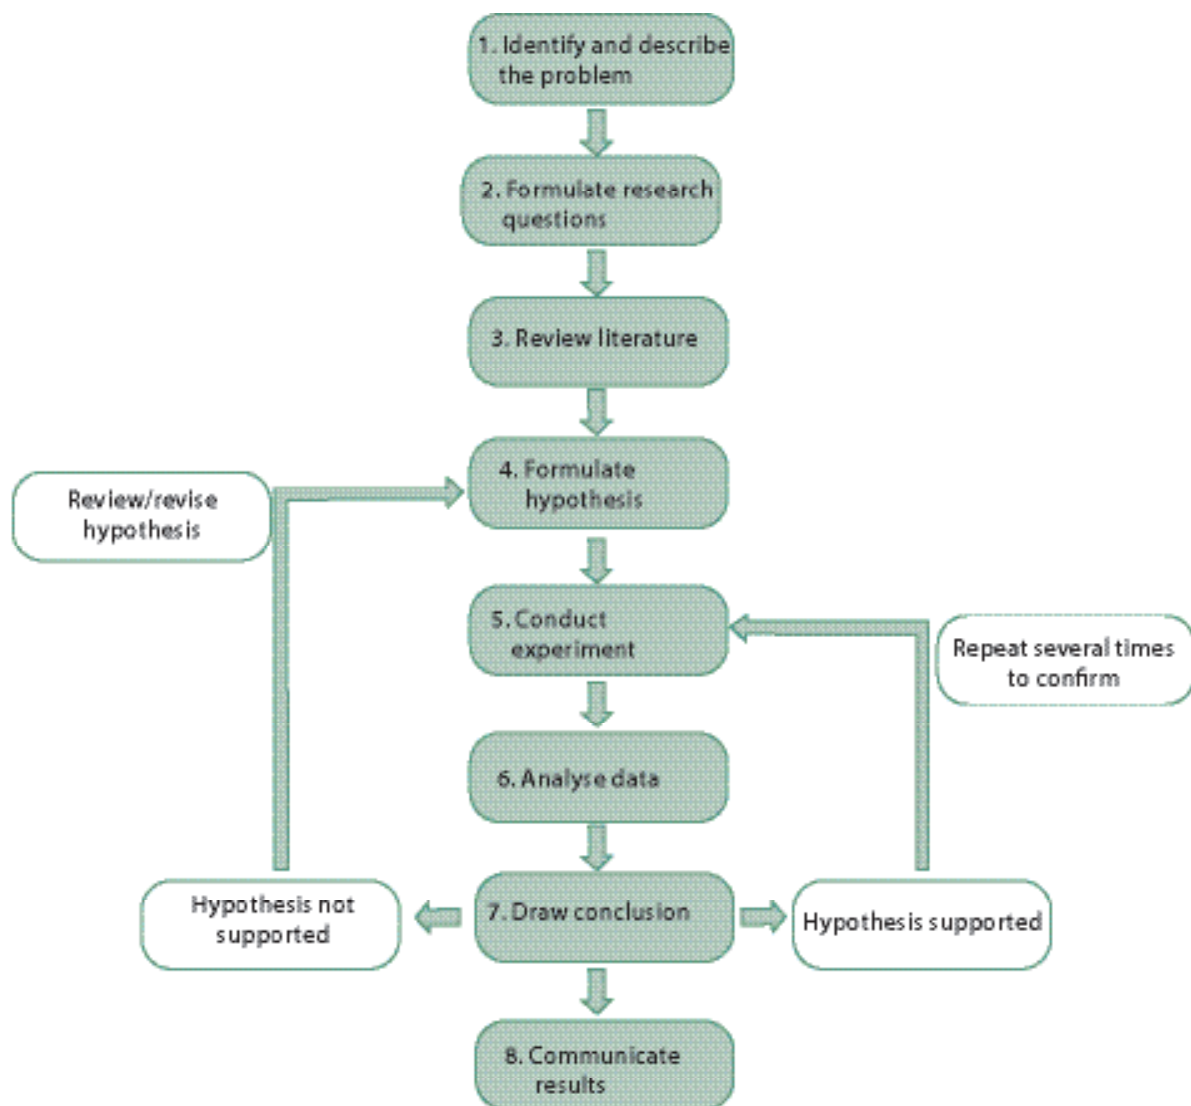 1. Identify and describe
the problem
2. Formulate research
questions
3. Review literature
4. Formulate
hypothesis
Review/revise
hypothesis
5. Conduct
experiment
Repeat several times
to confirm
6. Analyse data
Hypothesis not
supported
7. Draw conclusion
Hypothesis supported
8. Communicate
results